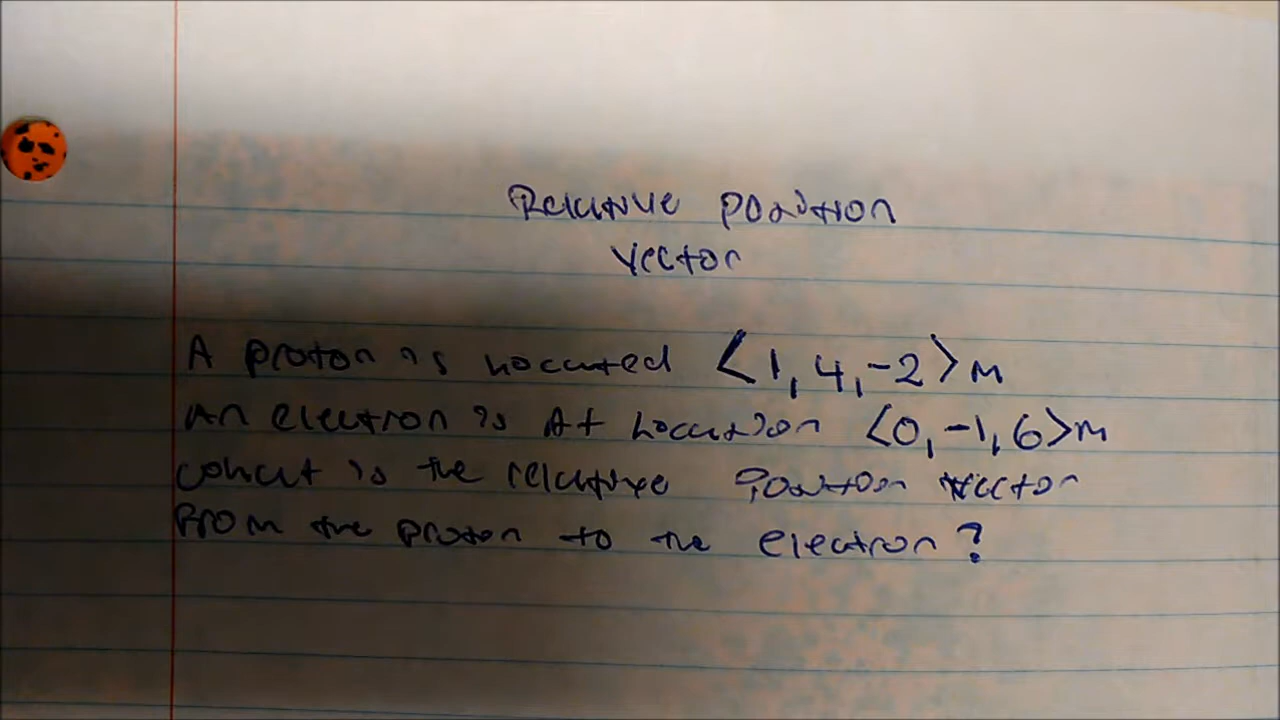 Relative position
vector
A proton is located <1, 4, -2>m
An electron is At location <0, -1, 6>m
what is the relative position vector
From the proton to the electron?